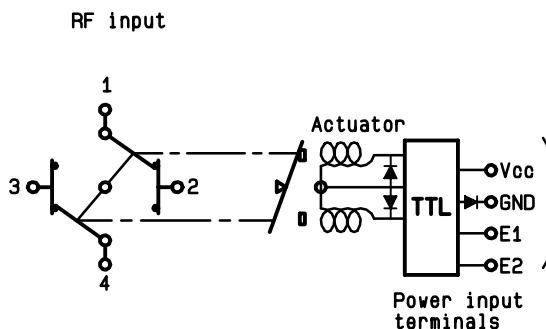 RF input
1
Actuator
3
2
4
TTL
Vcc
GND
E1
E2
Power input
terminals